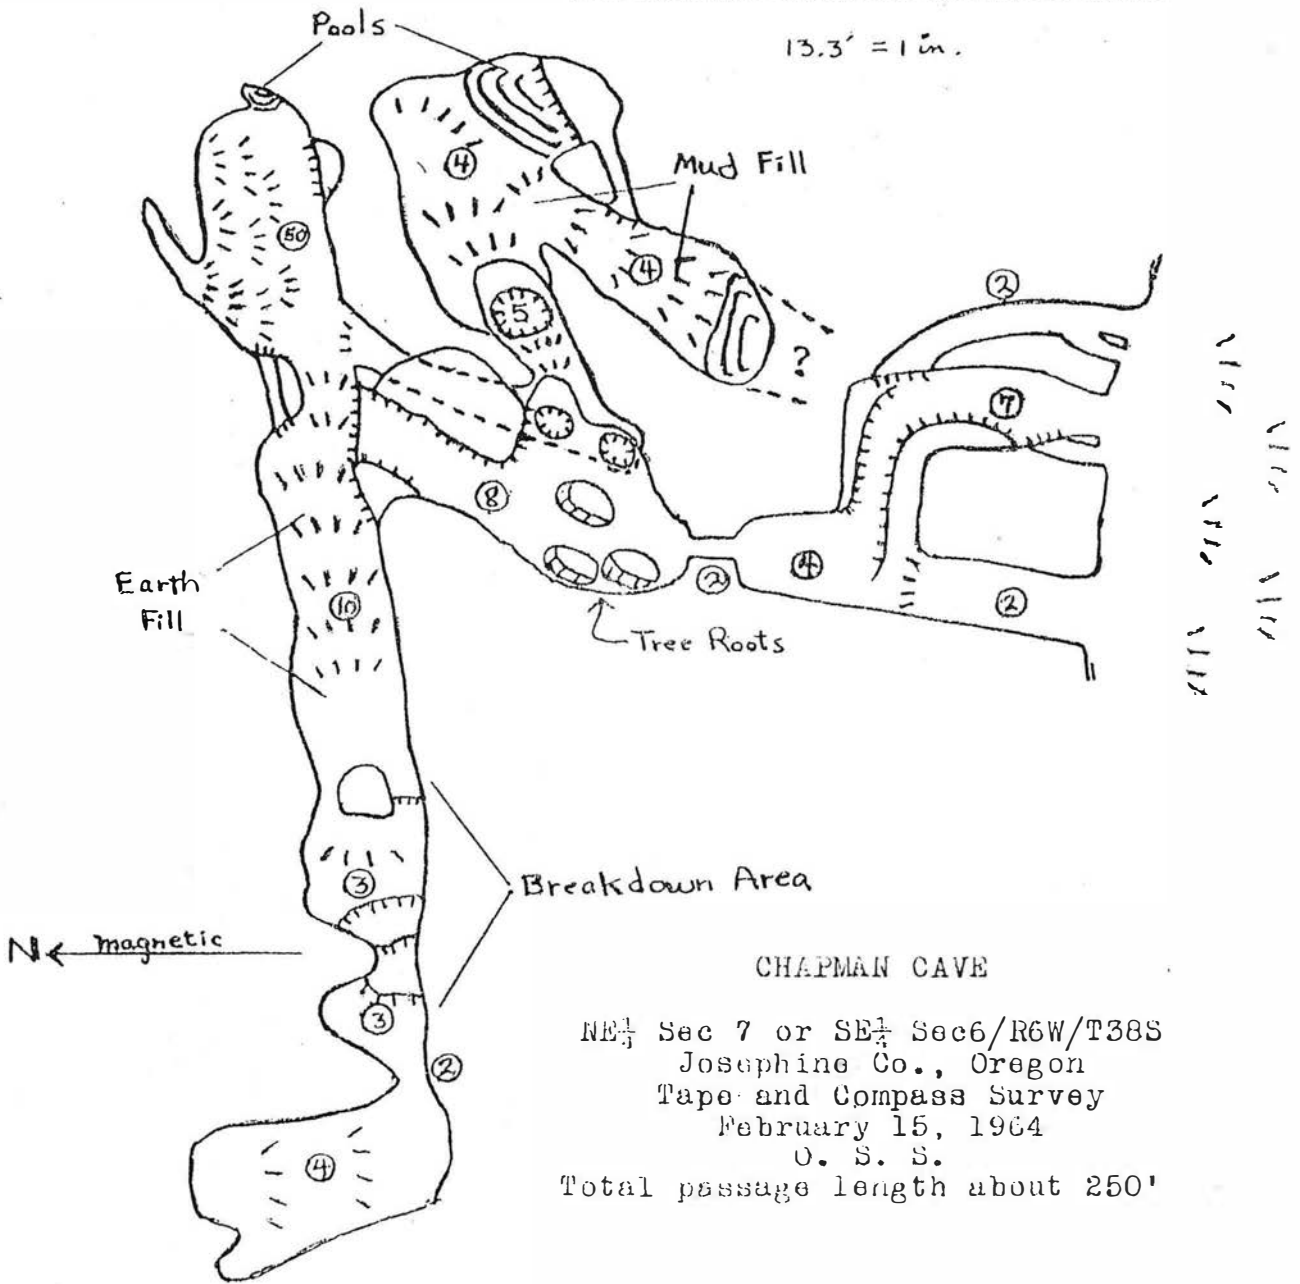 Pools
13.3' = 1 in.
4
Mud Fill
50
4
2
5
?
7
8
Earth
Fill
10
4
2
2
Tree Roots
3
Breakdown Area
N magnetic
3
2
4
CHAPMAN CAVE
NE¼ Sec 7 or SE¼ Sec6/R6W/T38S
Josephine Co., Oregon
Tape and Compass Survey
February 15, 1964
O. S. S.
Total passage length about 250'